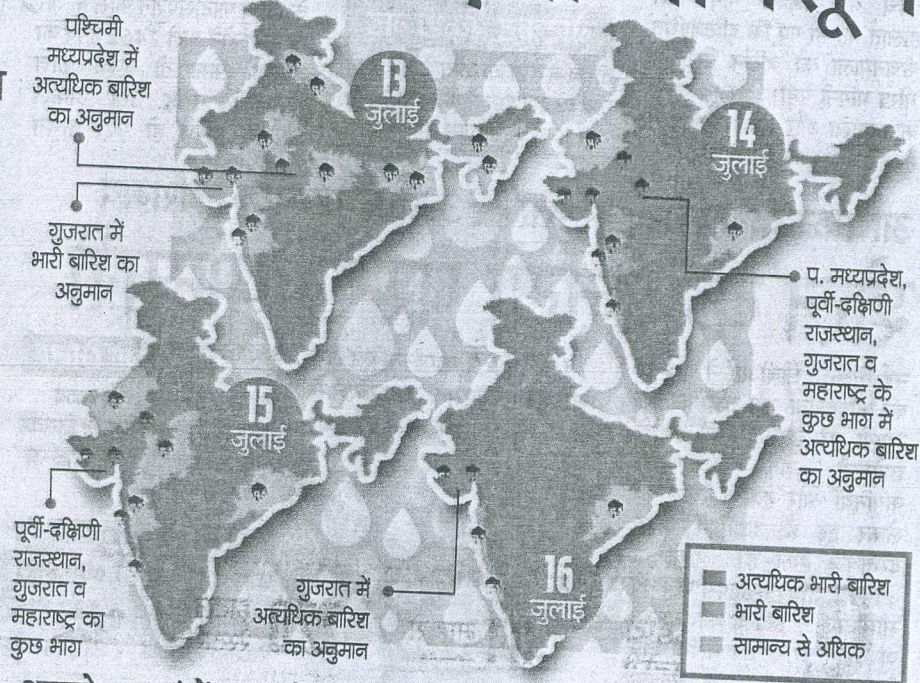 पश्चिमी
मध्यप्रदेश में
अत्यधिक बारिश
का अनुमान
13
जुलाई
14
जुलाई
गुजरात में
भारी बारिश का
अनुमान
प. मध्यप्रदेश,
पूर्वी-दक्षिणी
राजस्थान,
गुजरात व
महाराष्ट्र के
कुछ भाग में
अत्यधिक बारिश
का अनुमान
15
जुलाई
पूर्वी-दक्षिणी
राजस्थान,
गुजरात व
महाराष्ट्र का
कुछ भाग
गुजरात में
अत्यधिक बारिश
का अनुमान
16
जुलाई
अत्यधिक भारी बारिश
भारी बारिश
सामान्य से अधिक